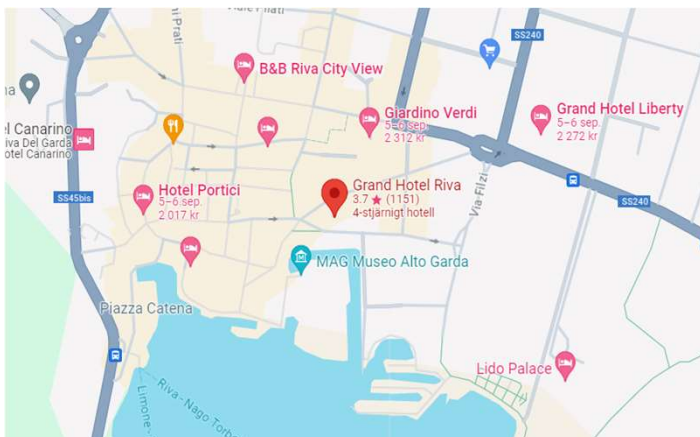 SS240
B&B Riva City View
Giardino Verdi
5–6 sep.
2 312 kr
Grand Hotel Liberty
5–6 sep.
2 272 kr
el Canarino
Riva Del Garda
Hotel Canarino
Hotel Portici
5–6 sep.
2 017 kr
Grand Hotel Riva
3.7 ★ (1151)
4-stjärnigt hotell
Via-Filzi
SS240
SS45bis
MAG Museo Alto Garda
Piazza Catena
Lido Palace
Limone
Riva - Nago Torbo